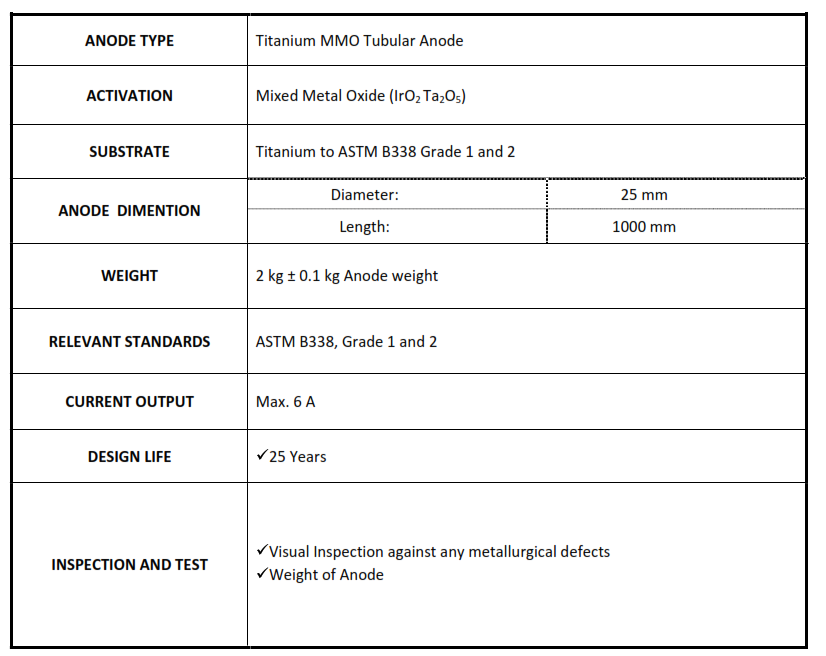 ANODE TYPE
Titanium MMO Tubular Anode
ACTIVATION
Mixed Metal Oxide (IrO₂ Ta₂O₅)
SUBSTRATE
Titanium to ASTM B338 Grade 1 and 2
ANODE DIMENTION
Diameter:
25 mm
Length:
1000 mm
WEIGHT
2 kg ± 0.1 kg Anode weight
RELEVANT STANDARDS
ASTM B338, Grade 1 and 2
CURRENT OUTPUT
Max. 6 A
DESIGN LIFE
✓25 Years
INSPECTION AND TEST
✓Visual Inspection against any metallurgical defects
✓Weight of Anode